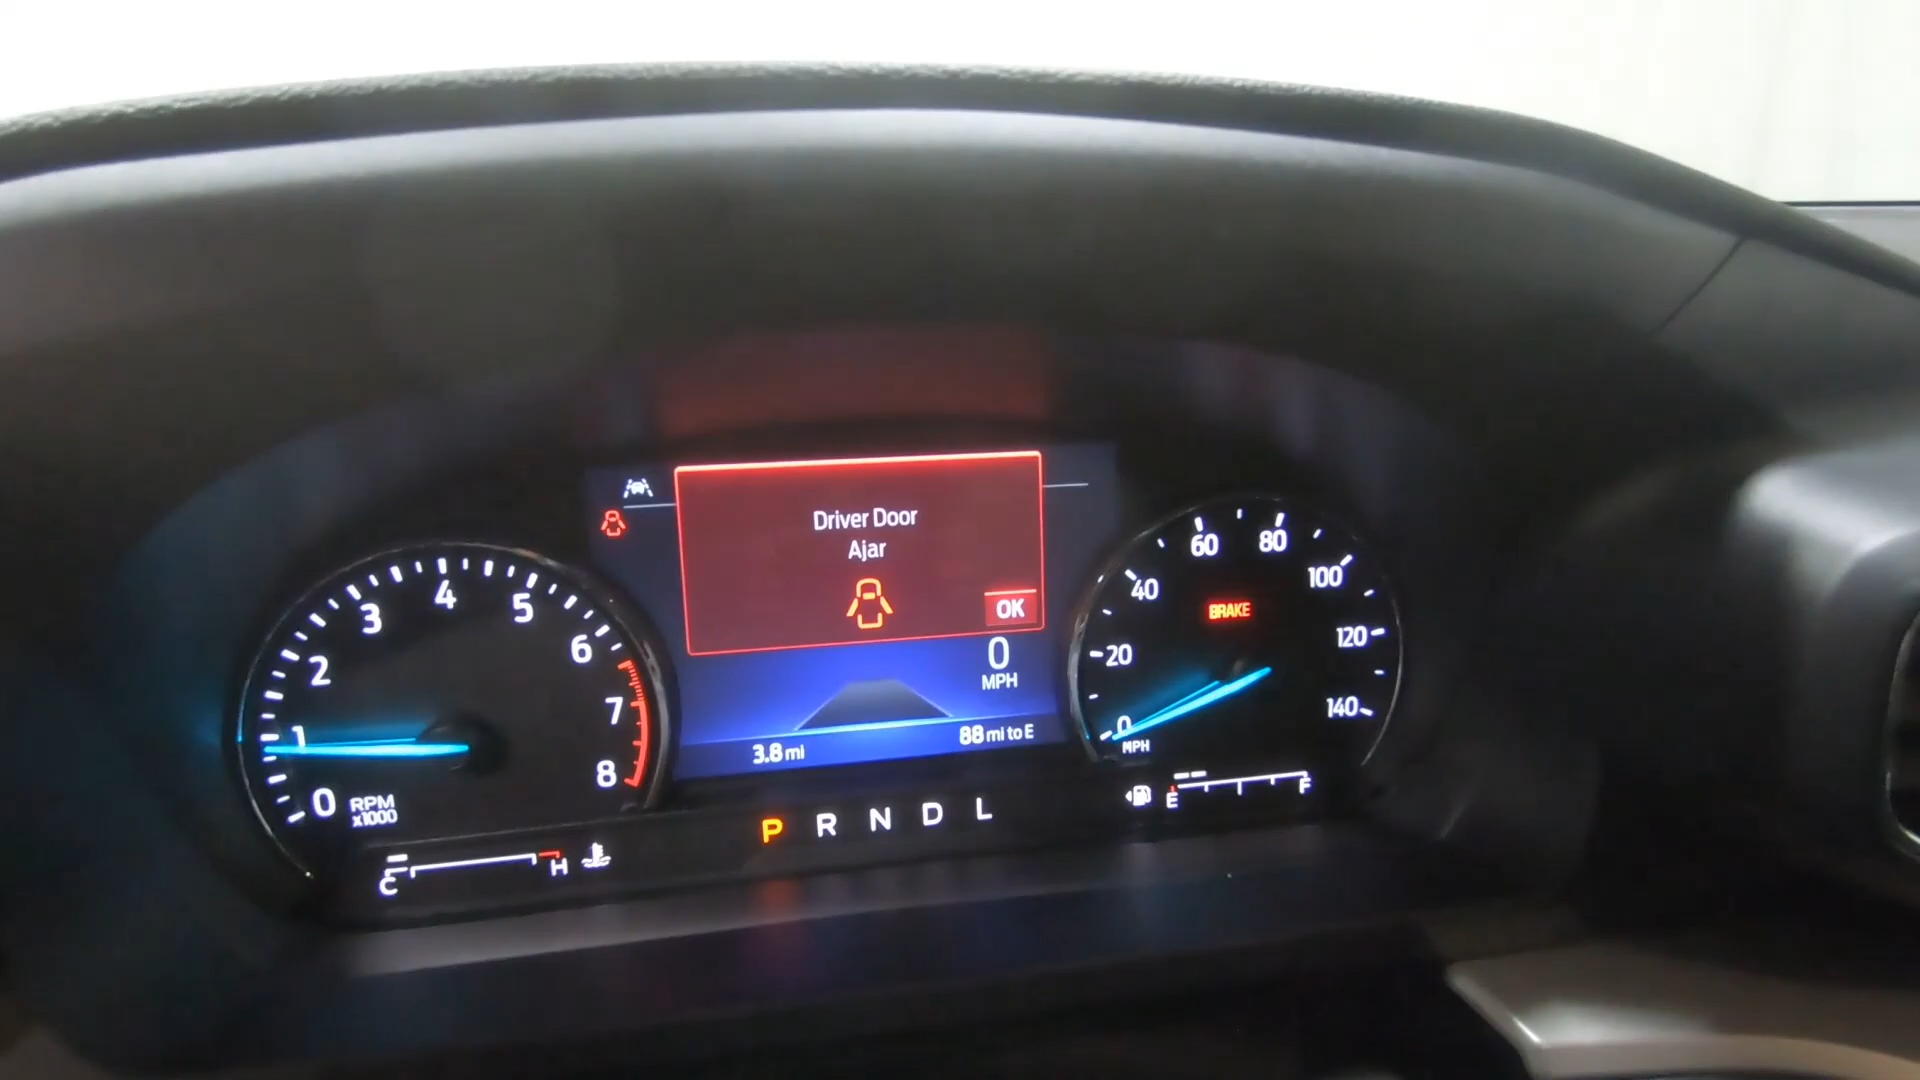 Driver Door
Ajar
OK
0
MPH
3.8 mi
88 mi to E
0 1 2 3 4 5 6 7 8
RPM
x1000
0 20 40 60 80 100 120 140
MPH
BRAKE
P R N D L
C H
E F